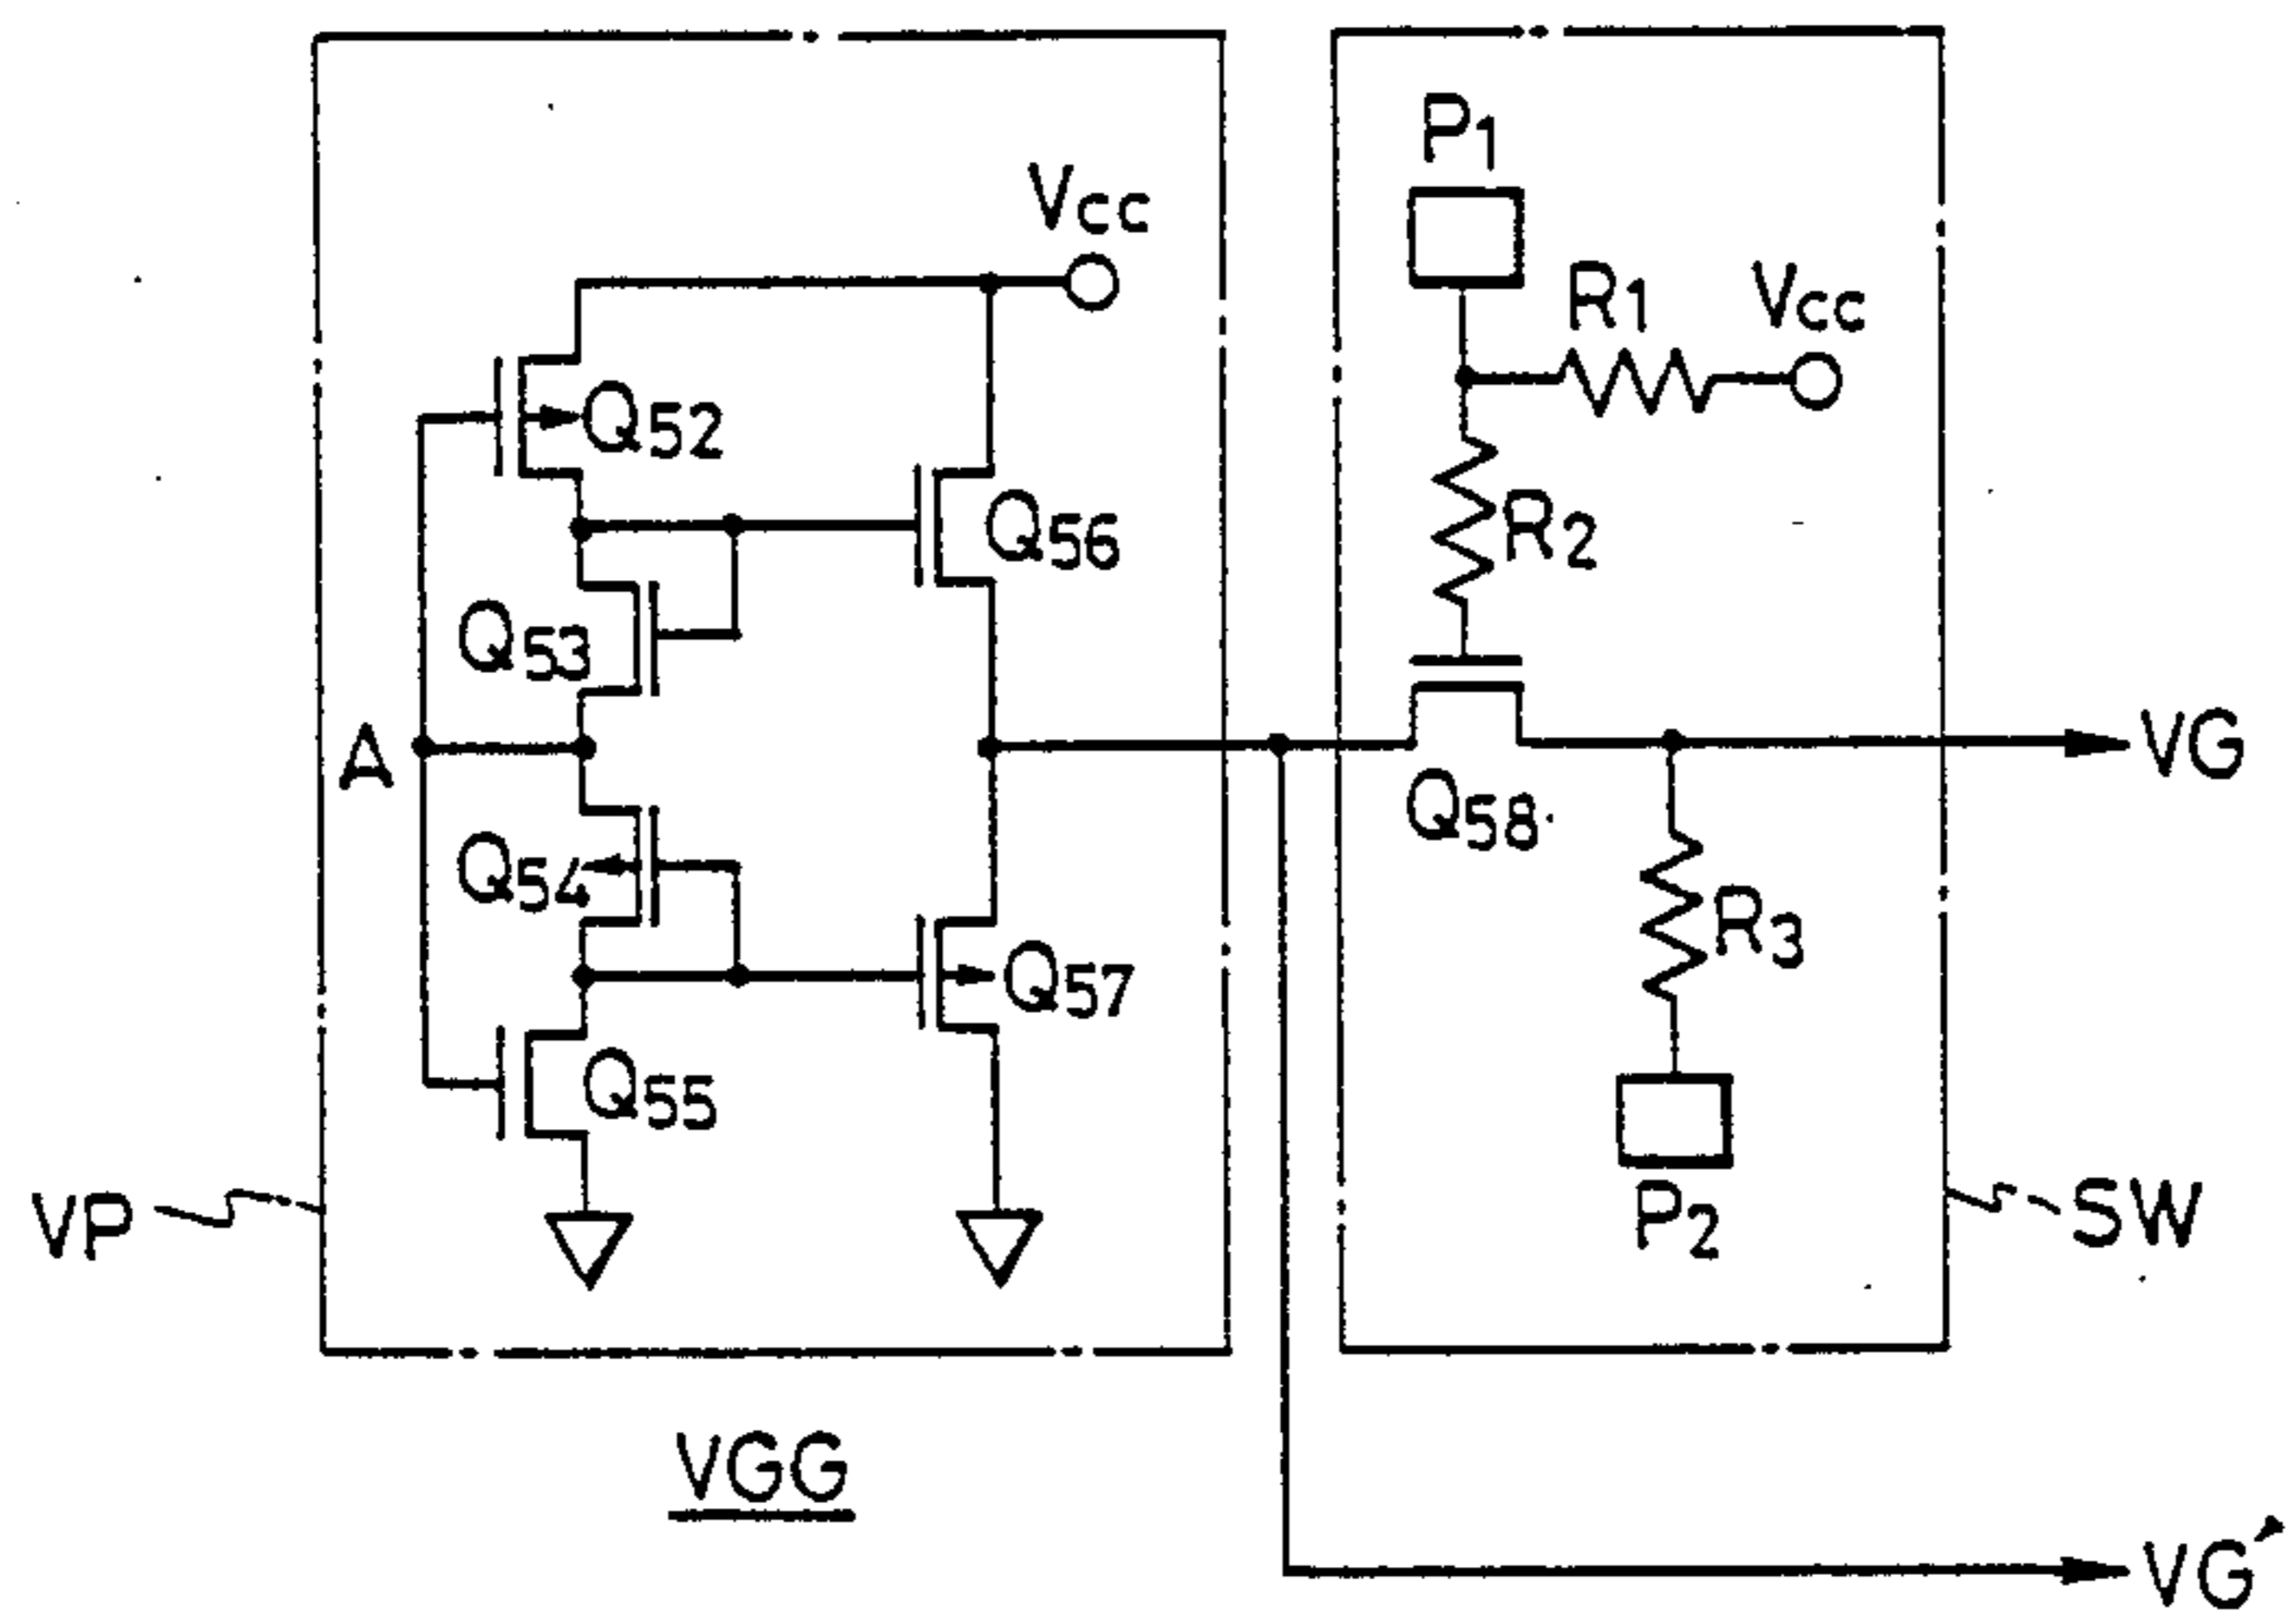 P1
Vcc
R1 Vcc
Q52
Q56
R2
Q53
A
VG
Q58
Q54
R3
Q57
Q55
VP
P2
SW
VGG
VG'